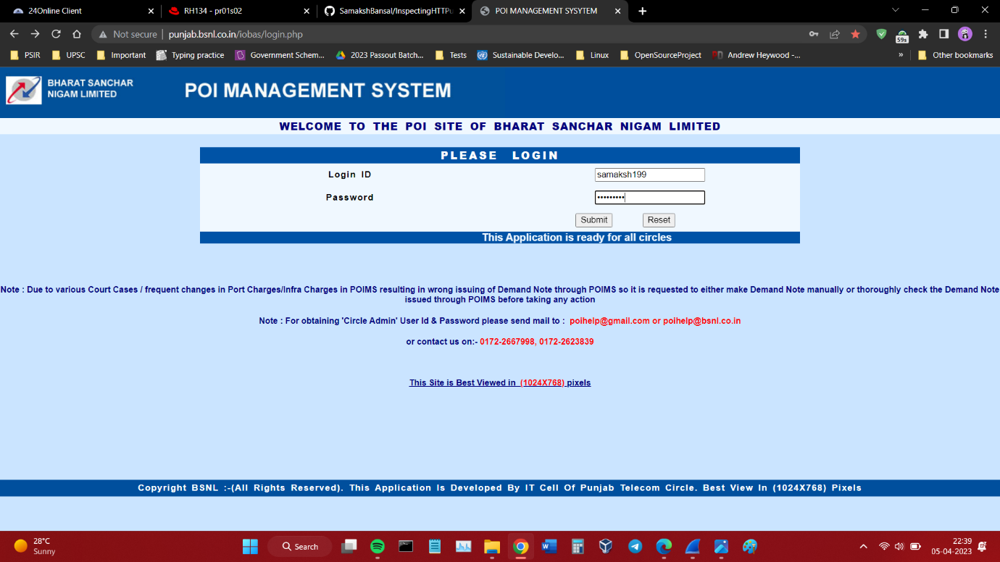 24Online Client
RH134 - pr01s02
SamakshBansal/InspectingHTTPu
POI MANAGEMENT SYSYTEM
Not secure
punjab.bsnl.co.in/iobas/login.php
59s
PSIR
UPSC
Important
Typing practice
Government Schem...
2023 Passout Batch...
Tests
Sustainable Develo...
Linux
OpenSourceProject
Andrew Heywood -...
»
Other bookmarks
BHARAT SANCHAR
NIGAM LIMITED
POI MANAGEMENT SYSTEM
WELCOME TO THE POI SITE OF BHARAT SANCHAR NIGAM LIMITED
PLEASE LOGIN
Login ID
samaksh199
Password
•••••••••
Submit
Reset
This Application is ready for all circles
Note : Due to various Court Cases / frequent changes in Port Charges/Infra Charges in POIMS resulting in wrong issuing of Demand Note through POIMS so it is requested to either make Demand Note manually or thoroughly check the Demand Note
issued through POIMS before taking any action
Note : For obtaining 'Circle Admin' User Id & Password please send mail to : poihelp@gmail.com or poihelp@bsnl.co.in
or contact us on:- 0172-2667998, 0172-2623839
This Site is Best Viewed in (1024X768) pixels
Copyright BSNL :-(All Rights Reserved). This Application Is Developed By IT Cell Of Punjab Telecom Circle. Best View In (1024X768) Pixels
28°C
Sunny
Search
22:39
05-04-2023